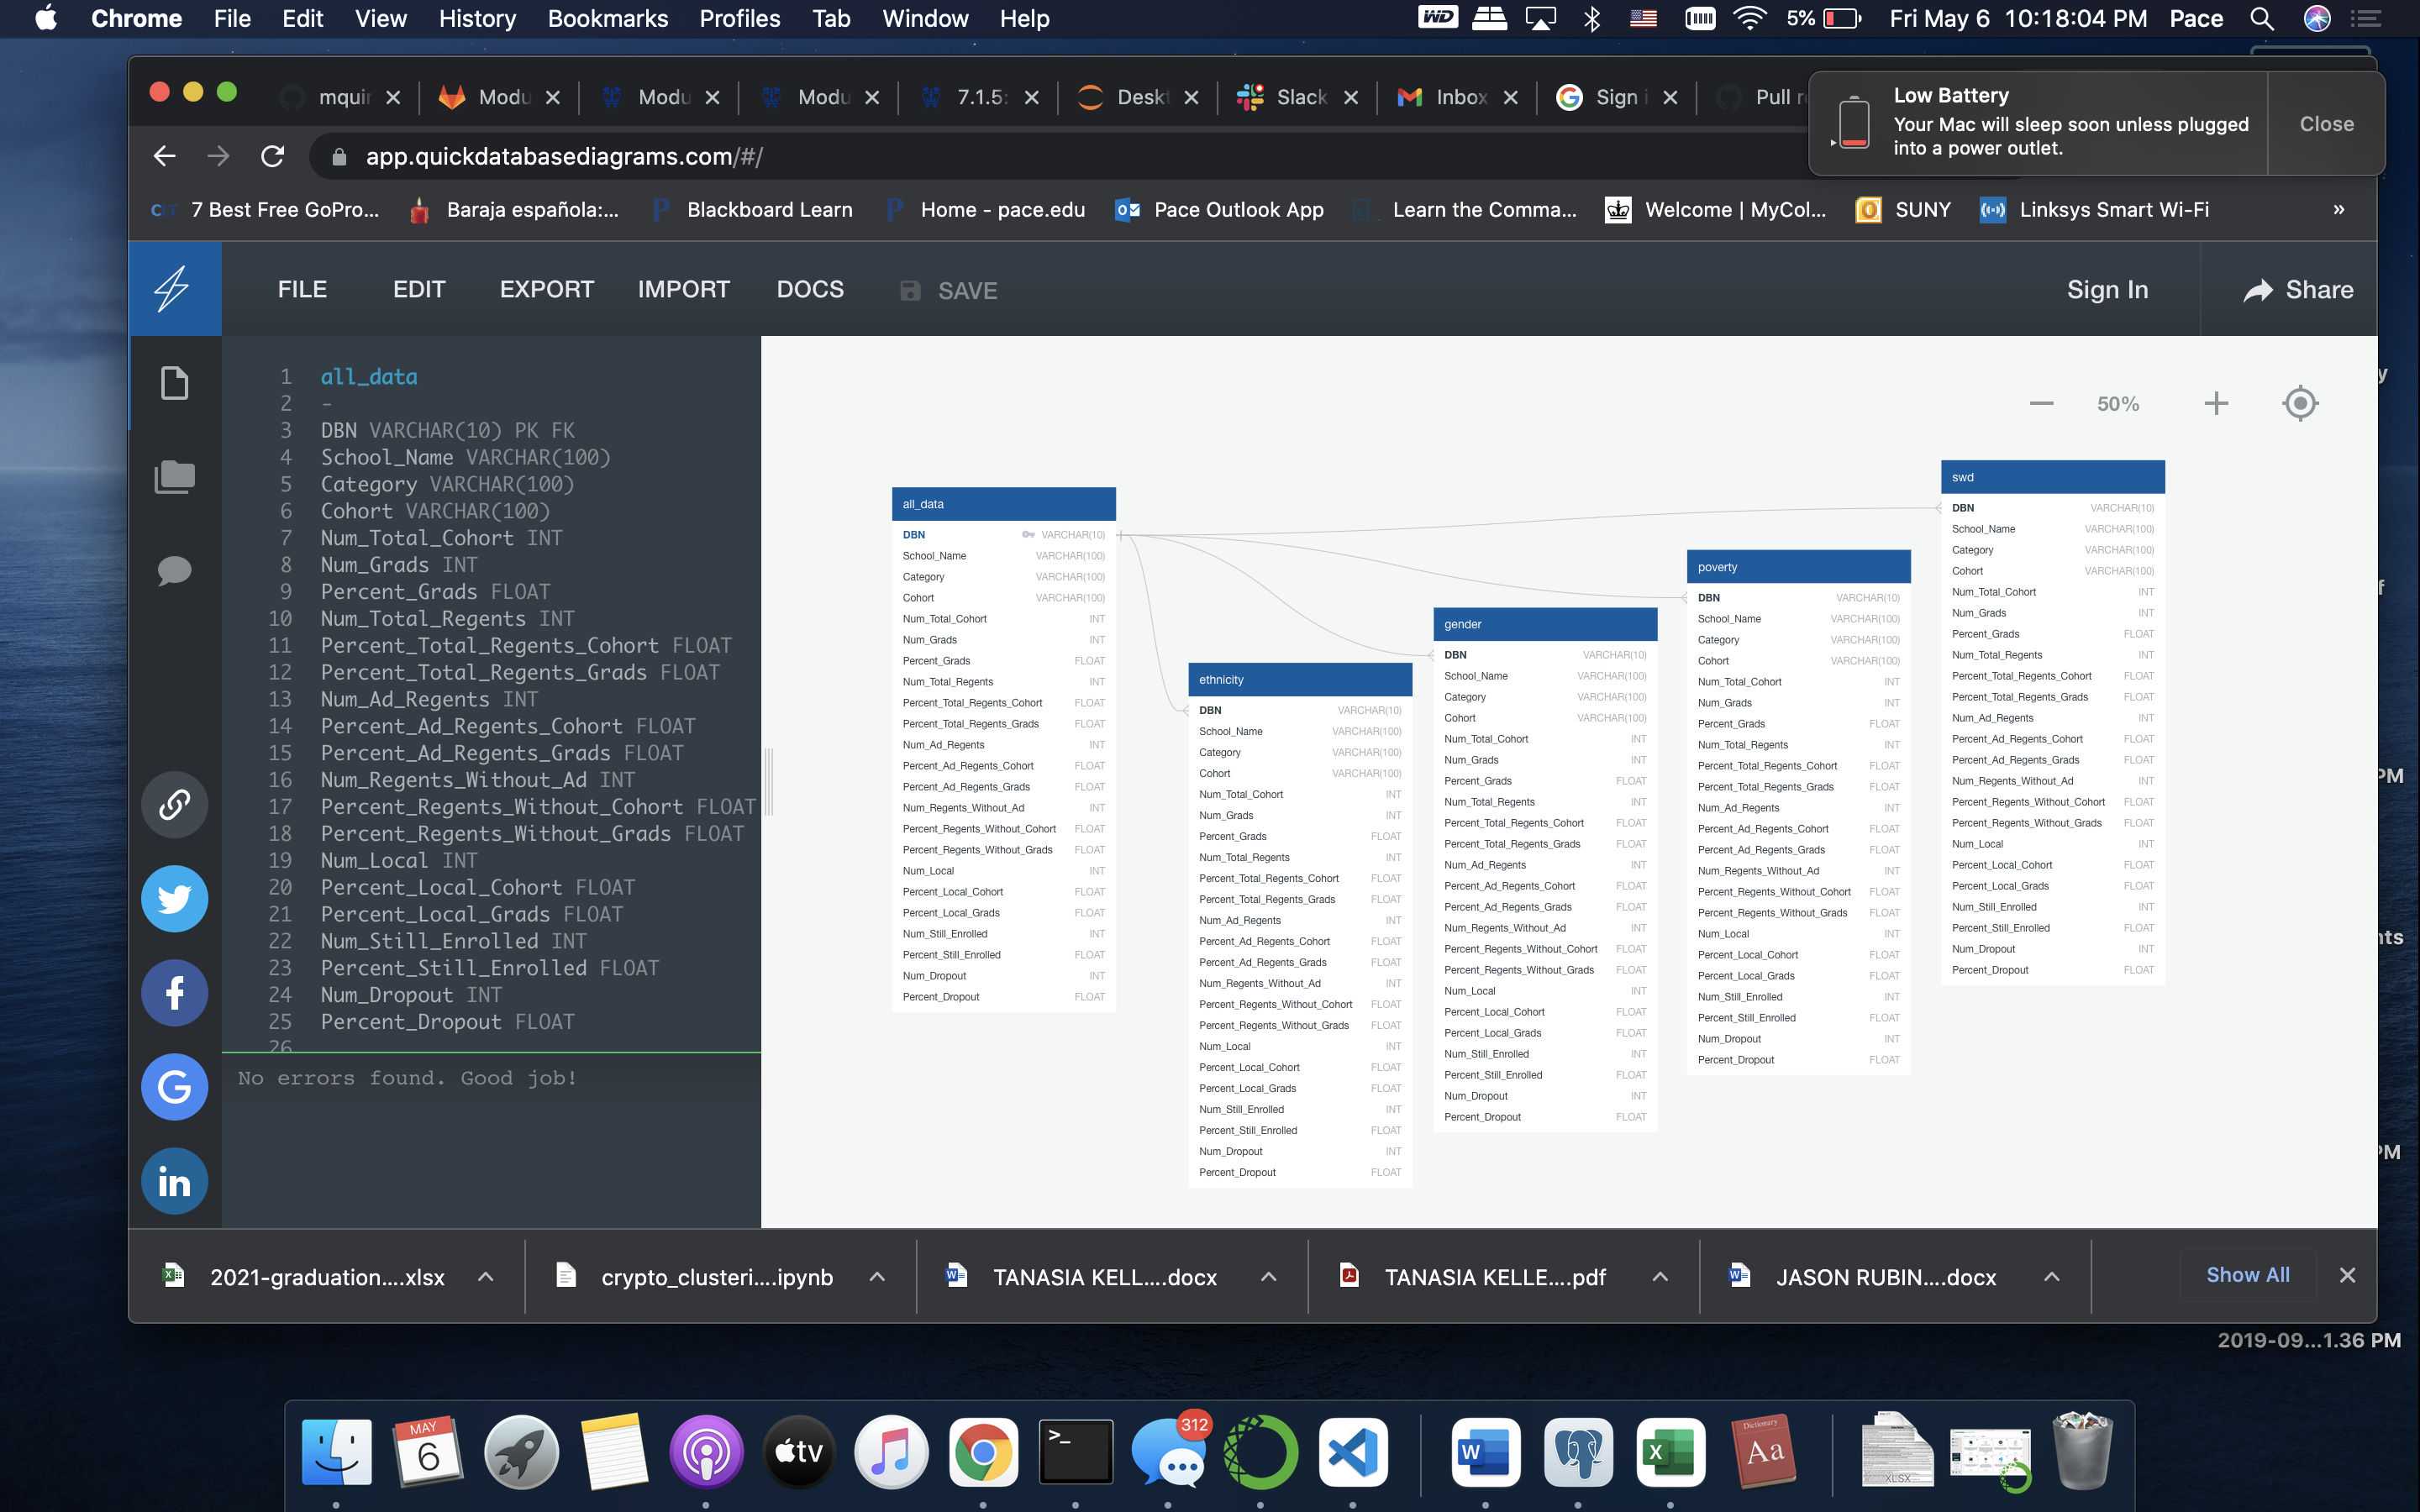 Chrome File Edit View History Bookmarks Profiles Tab Window Help WD 5% Fri May 6 10:18:04 PM Pace
mquir Modu Modu Modu 7.1.5: Deskt Slack Inbox Sign i Pull r
Low Battery
Your Mac will sleep soon unless plugged
into a power outlet.
Close
app.quickdatabasediagrams.com/#/
7 Best Free GoPro... Baraja española:... Blackboard Learn Home - pace.edu Pace Outlook App Learn the Comma... Welcome | MyCol... SUNY Linksys Smart Wi-Fi »
FILE EDIT EXPORT IMPORT DOCS SAVE Sign In Share
1 all_data
2 -
3 DBN VARCHAR(10) PK FK
4 School_Name VARCHAR(100)
5 Category VARCHAR(100)
6 Cohort VARCHAR(100)
7 Num_Total_Cohort INT
8 Num_Grads INT
9 Percent_Grads FLOAT
10 Num_Total_Regents INT
11 Percent_Total_Regents_Cohort FLOAT
12 Percent_Total_Regents_Grads FLOAT
13 Num_Ad_Regents INT
14 Percent_Ad_Regents_Cohort FLOAT
15 Percent_Ad_Regents_Grads FLOAT
16 Num_Regents_Without_Ad INT
17 Percent_Regents_Without_Cohort FLOAT
18 Percent_Regents_Without_Grads FLOAT
19 Num_Local INT
20 Percent_Local_Cohort FLOAT
21 Percent_Local_Grads FLOAT
22 Num_Still_Enrolled INT
23 Percent_Still_Enrolled FLOAT
24 Num_Dropout INT
25 Percent_Dropout FLOAT
26
No errors found. Good job!
50%
all_data
DBN VARCHAR(10)
School_Name VARCHAR(100)
Category VARCHAR(100)
Cohort VARCHAR(100)
Num_Total_Cohort INT
Num_Grads INT
Percent_Grads FLOAT
Num_Total_Regents INT
Percent_Total_Regents_Cohort FLOAT
Percent_Total_Regents_Grads FLOAT
Num_Ad_Regents INT
Percent_Ad_Regents_Cohort FLOAT
Percent_Ad_Regents_Grads FLOAT
Num_Regents_Without_Ad INT
Percent_Regents_Without_Cohort FLOAT
Percent_Regents_Without_Grads FLOAT
Num_Local INT
Percent_Local_Cohort FLOAT
Percent_Local_Grads FLOAT
Num_Still_Enrolled INT
Percent_Still_Enrolled FLOAT
Num_Dropout INT
Percent_Dropout FLOAT
ethnicity
DBN VARCHAR(10)
School_Name VARCHAR(100)
Category VARCHAR(100)
Cohort VARCHAR(100)
Num_Total_Cohort INT
Num_Grads INT
Percent_Grads FLOAT
Num_Total_Regents INT
Percent_Total_Regents_Cohort FLOAT
Percent_Total_Regents_Grads FLOAT
Num_Ad_Regents INT
Percent_Ad_Regents_Cohort FLOAT
Percent_Ad_Regents_Grads FLOAT
Num_Regents_Without_Ad INT
Percent_Regents_Without_Cohort FLOAT
Percent_Regents_Without_Grads FLOAT
Num_Local INT
Percent_Local_Cohort FLOAT
Percent_Local_Grads FLOAT
Num_Still_Enrolled INT
Percent_Still_Enrolled FLOAT
Num_Dropout INT
Percent_Dropout FLOAT
gender
DBN VARCHAR(10)
School_Name VARCHAR(100)
Category VARCHAR(100)
Cohort VARCHAR(100)
Num_Total_Cohort INT
Num_Grads INT
Percent_Grads FLOAT
Num_Total_Regents INT
Percent_Total_Regents_Cohort FLOAT
Percent_Total_Regents_Grads FLOAT
Num_Ad_Regents INT
Percent_Ad_Regents_Cohort FLOAT
Percent_Ad_Regents_Grads FLOAT
Num_Regents_Without_Ad INT
Percent_Regents_Without_Cohort FLOAT
Percent_Regents_Without_Grads FLOAT
Num_Local INT
Percent_Local_Cohort FLOAT
Percent_Local_Grads FLOAT
Num_Still_Enrolled INT
Percent_Still_Enrolled FLOAT
Num_Dropout INT
Percent_Dropout FLOAT
poverty
DBN VARCHAR(10)
School_Name VARCHAR(100)
Category VARCHAR(100)
Cohort VARCHAR(100)
Num_Total_Cohort INT
Num_Grads INT
Percent_Grads FLOAT
Num_Total_Regents INT
Percent_Total_Regents_Cohort FLOAT
Percent_Total_Regents_Grads FLOAT
Num_Ad_Regents INT
Percent_Ad_Regents_Cohort FLOAT
Percent_Ad_Regents_Grads FLOAT
Num_Regents_Without_Ad INT
Percent_Regents_Without_Cohort FLOAT
Percent_Regents_Without_Grads FLOAT
Num_Local INT
Percent_Local_Cohort FLOAT
Percent_Local_Grads FLOAT
Num_Still_Enrolled INT
Percent_Still_Enrolled FLOAT
Num_Dropout INT
Percent_Dropout FLOAT
swd
DBN VARCHAR(10)
School_Name VARCHAR(100)
Category VARCHAR(100)
Cohort VARCHAR(100)
Num_Total_Cohort INT
Num_Grads INT
Percent_Grads FLOAT
Num_Total_Regents INT
Percent_Total_Regents_Cohort FLOAT
Percent_Total_Regents_Grads FLOAT
Num_Ad_Regents INT
Percent_Ad_Regents_Cohort FLOAT
Percent_Ad_Regents_Grads FLOAT
Num_Regents_Without_Ad INT
Percent_Regents_Without_Cohort FLOAT
Percent_Regents_Without_Grads FLOAT
Num_Local INT
Percent_Local_Cohort FLOAT
Percent_Local_Grads FLOAT
Num_Still_Enrolled INT
Percent_Still_Enrolled FLOAT
Num_Dropout INT
Percent_Dropout FLOAT
2021-graduation....xlsx crypto_clusteri....ipynb TANASIA KELL....docx TANASIA KELLE....pdf JASON RUBIN....docx Show All
2019-09...1.36 PM
MAY
6
tv
>_
312
W
X
Dictionary
Aa
XLSX